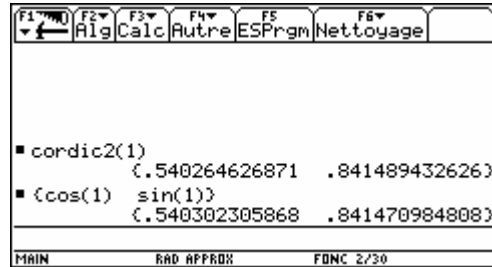 F1▼ F2▼ F3▼ F4▼ F5 F6▼
▼ Alg Calc Autre ESPrgm Nettoyage
▪ cordic2(1)
{.540264626871 .841489432626}
▪ {cos(1) sin(1)}
{.540302305868 .841470984808}
MAIN RAD APPROX FONC 2/30